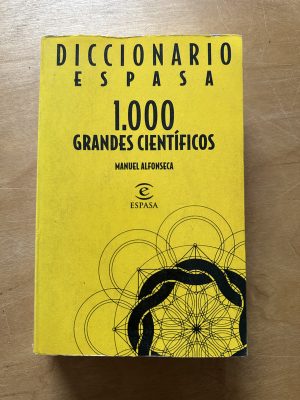 DICCIONARIO
ESPASA
1.000
GRANDES CIENTÍFICOS
MANUEL ALFONSECA
ESPASA